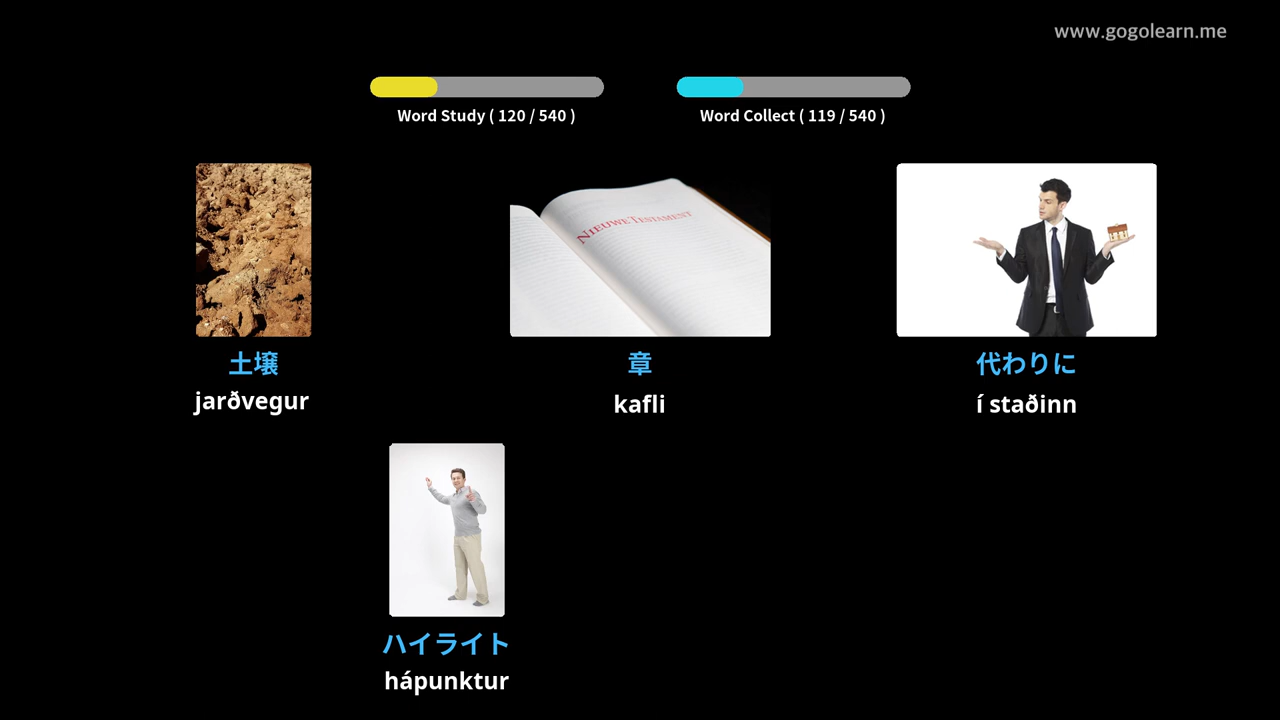 www.gogolearn.me
Word Study ( 120 / 540 )
Word Collect ( 119 / 540 )
NIEUWE TESTAMENT
土壌
jarðvegur
章
kafli
代わりに
í staðinn
ハイライト
hápunktur